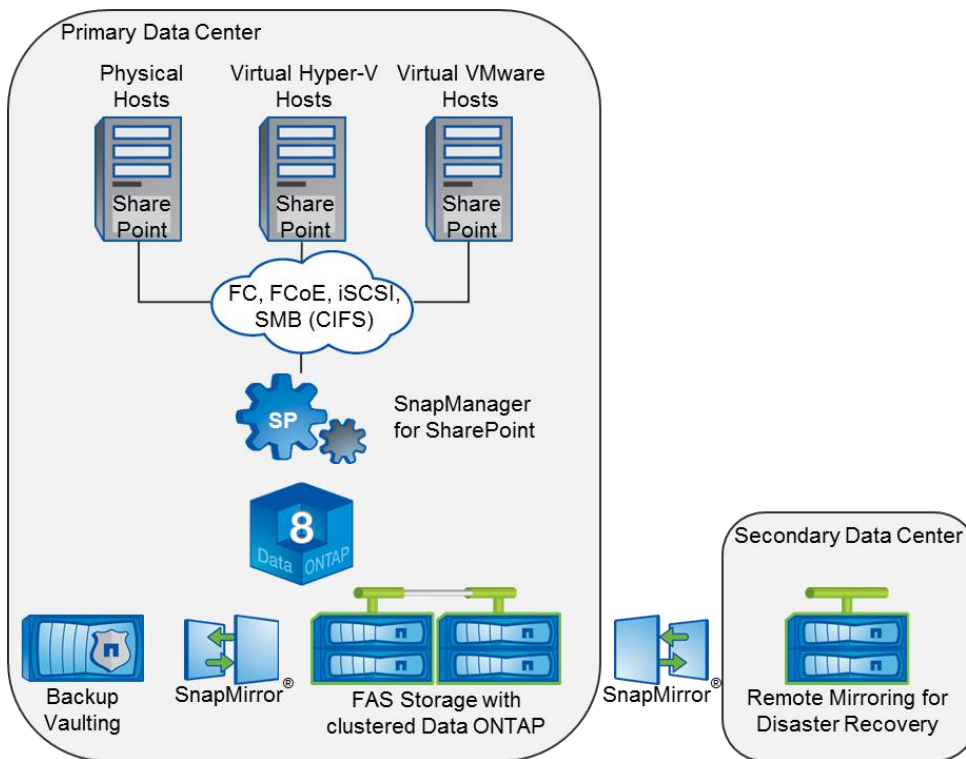 Primary Data Center
Physical
Hosts
Virtual Hyper-V
Hosts
Virtual VMware
Hosts
Share
Point
Share
Point
Share
Point
FC, FCoE, iSCSI,
SMB (CIFS)
SP
SnapManager
for SharePoint
8
Data ONTAP
Secondary Data Center
Backup
Vaulting
SnapMirror®
FAS Storage with
clustered Data ONTAP
SnapMirror®
Remote Mirroring for
Disaster Recovery